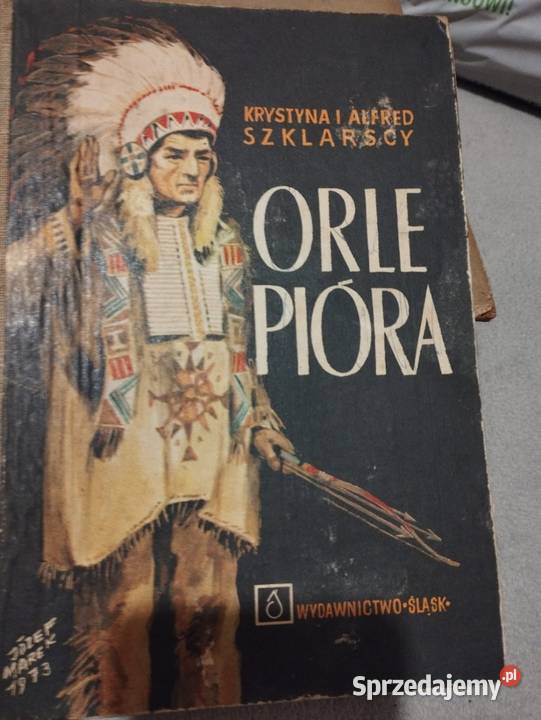 KRYSTYNA I ALFRED
SZKLARSCY
ORLE
PIÓRA
WYDAWNICTWO•ŚLĄSK•
JÓZEF
MAREK
1973
Sprzedajemy.pl